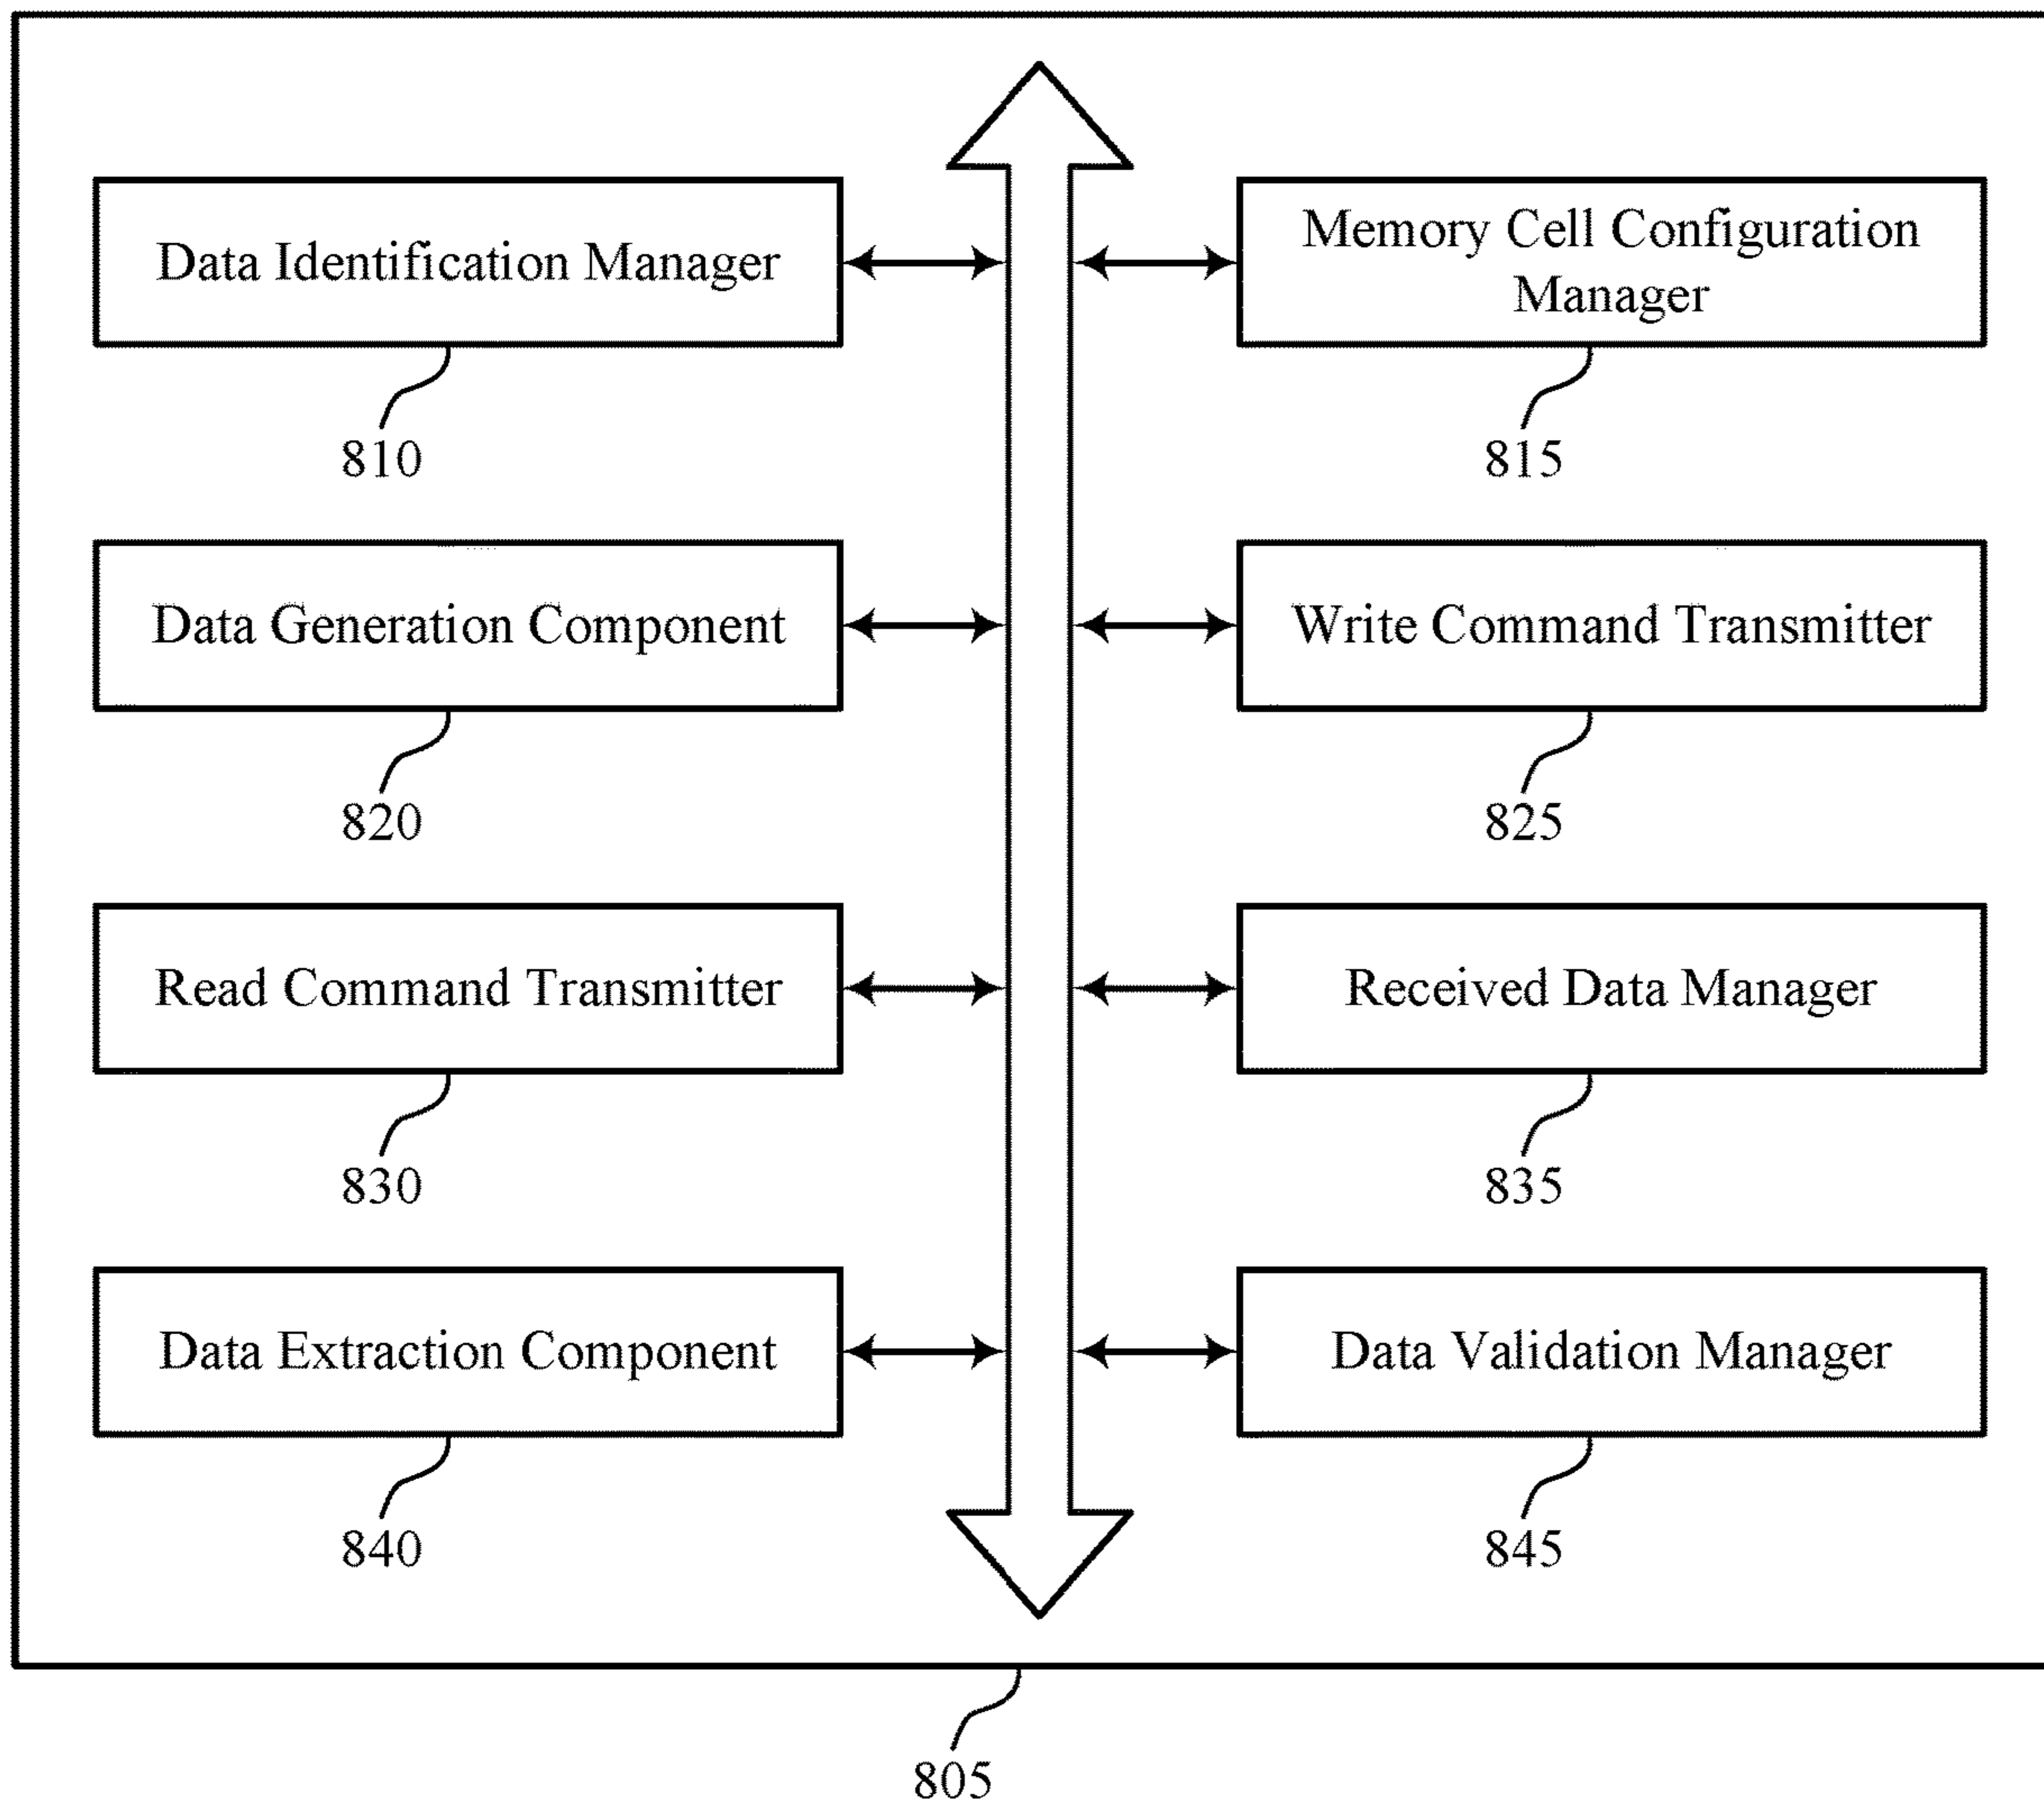 Data Identification Manager
810
Memory Cell Configuration
Manager
815
Data Generation Component
820
Write Command Transmitter
825
Read Command Transmitter
830
Received Data Manager
835
Data Extraction Component
840
Data Validation Manager
845
805